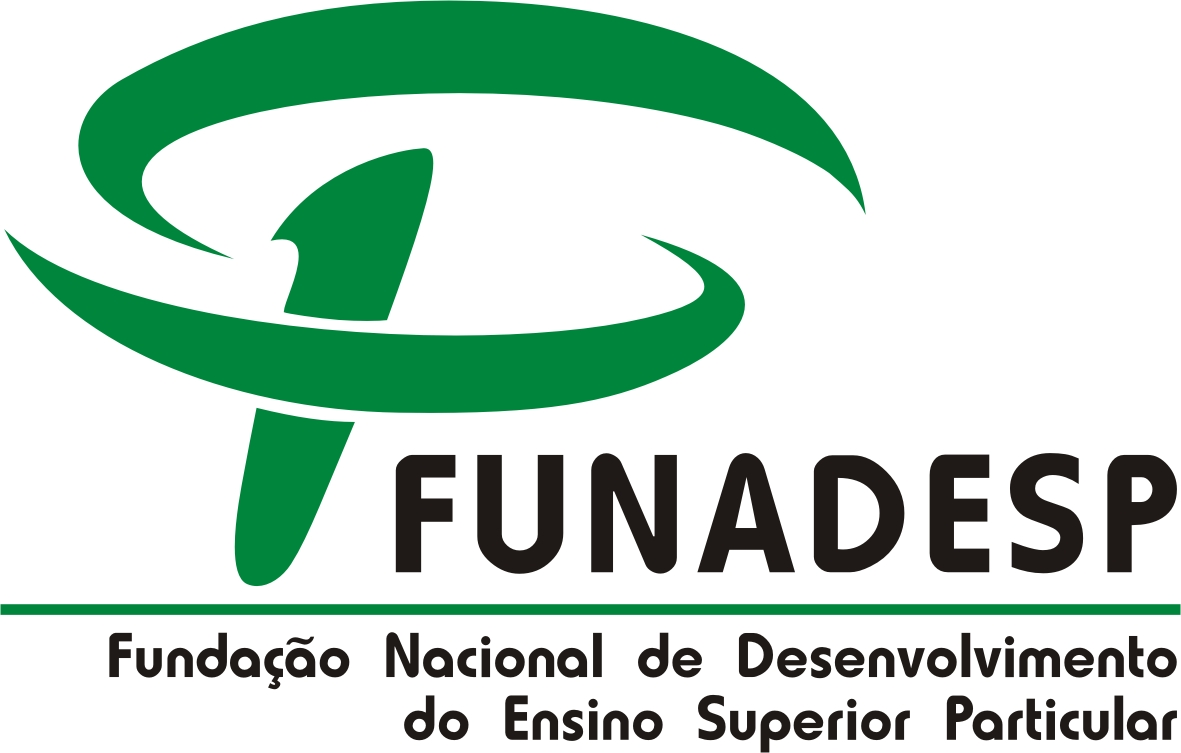 FUNADESP
Fundação Nacional de Desenvolvimento
do Ensino Superior Particular